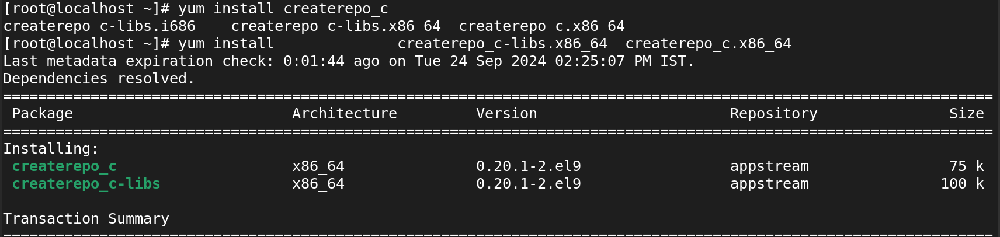 [root@localhost ~]# yum install createrepo_c
createrepo_c-libs.i686    createrepo_c-libs.x86_64  createrepo_c.x86_64
[root@localhost ~]# yum install              createrepo_c-libs.x86_64  createrepo_c.x86_64
Last metadata expiration check: 0:01:44 ago on Tue 24 Sep 2024 02:25:07 PM IST.
Dependencies resolved.
=================================================================================================================
 Package                         Architecture         Version                      Repository               Size
=================================================================================================================
Installing:
 createrepo_c                    x86_64               0.20.1-2.el9                 appstream                75 k
 createrepo_c-libs               x86_64               0.20.1-2.el9                 appstream               100 k

Transaction Summary
=================================================================================================================